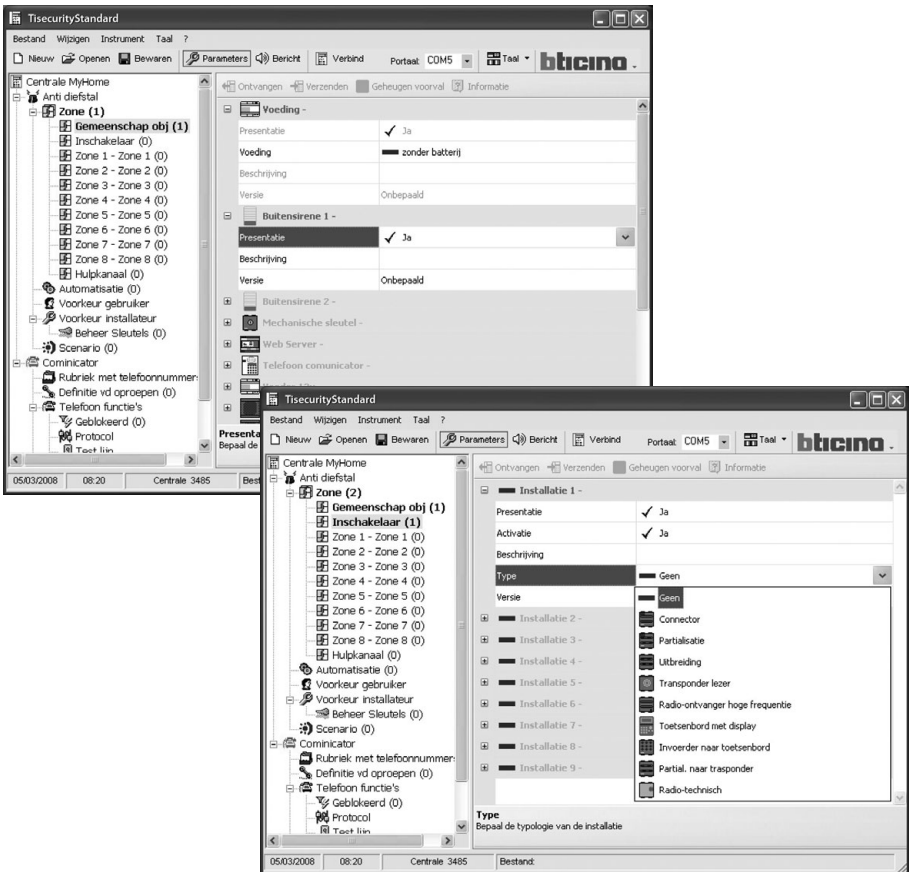 TisecurityStandard
Bestand Wijzigen Instrument Taal ?
Nieuw Openen Bewaren Parameters Bericht Verbind Portaal: COM5 Taal bticino
Centrale MyHome
Anti diefstal
Zone (1)
Gemeenschap obj (1)
Inschakelaar (0)
Zone 1 - Zone 1 (0)
Zone 2 - Zone 2 (0)
Zone 3 - Zone 3 (0)
Zone 4 - Zone 4 (0)
Zone 5 - Zone 5 (0)
Zone 6 - Zone 6 (0)
Zone 7 - Zone 7 (0)
Zone 8 - Zone 8 (0)
Hulpkanaal (0)
Automatisatie (0)
Voorkeur gebruiker
Voorkeur installateur
Beheer Sleutels (0)
Scenario (0)
Cominicator
Rubriek met telefoonnummer:
Definitie vd oproepen (0)
Telefoon functie's
Geblokeerd (0)
Protocol
Test lijn
Ontvangen Verzenden Geheugen voorval Informatie
Voeding -
Presentatie Ja
Voeding zonder batterij
Beschrijving
Versie Onbepaald
Buitensirene 1 -
Presentatie Ja
Beschrijving
Versie Onbepaald
Buitensirene 2 -
Mechanische sleutel -
Web Server -
Telefoon comunicator -
Presenta
Bepaal de
05/03/2008 08:20 Centrale 3485 Best
TisecurityStandard
Bestand Wijzigen Instrument Taal ?
Nieuw Openen Bewaren Parameters Bericht Verbind Portaal: COM5 Taal bticino
Centrale MyHome
Anti diefstal
Zone (2)
Gemeenschap obj (1)
Inschakelaar (1)
Zone 1 - Zone 1 (0)
Zone 2 - Zone 2 (0)
Zone 3 - Zone 3 (0)
Zone 4 - Zone 4 (0)
Zone 5 - Zone 5 (0)
Zone 6 - Zone 6 (0)
Zone 7 - Zone 7 (0)
Zone 8 - Zone 8 (0)
Hulpkanaal (0)
Automatisatie (0)
Voorkeur gebruiker
Voorkeur installateur
Beheer Sleutels (0)
Scenario (0)
Cominicator
Rubriek met telefoonnummer:
Definitie vd oproepen (0)
Telefoon functie's
Geblokeerd (0)
Protocol
Test lijn
Ontvangen Verzenden Geheugen voorval Informatie
Installatie 1 -
Presentatie Ja
Activatie Ja
Beschrijving
Type Geen
Versie
Geen
Connector
Partialisatie
Uitbreiding
Transponder lezer
Radio-ontvanger hoge frequentie
Toetsenbord met display
Invoerder naar toetsenbord
Partial. naar trasponder
Radio-technisch
Installatie 2 -
Installatie 3 -
Installatie 4 -
Installatie 5 -
Installatie 6 -
Installatie 7 -
Installatie 8 -
Installatie 9 -
Type
Bepaal de typologie van de installatie
05/03/2008 08:20 Centrale 3485 Bestand: